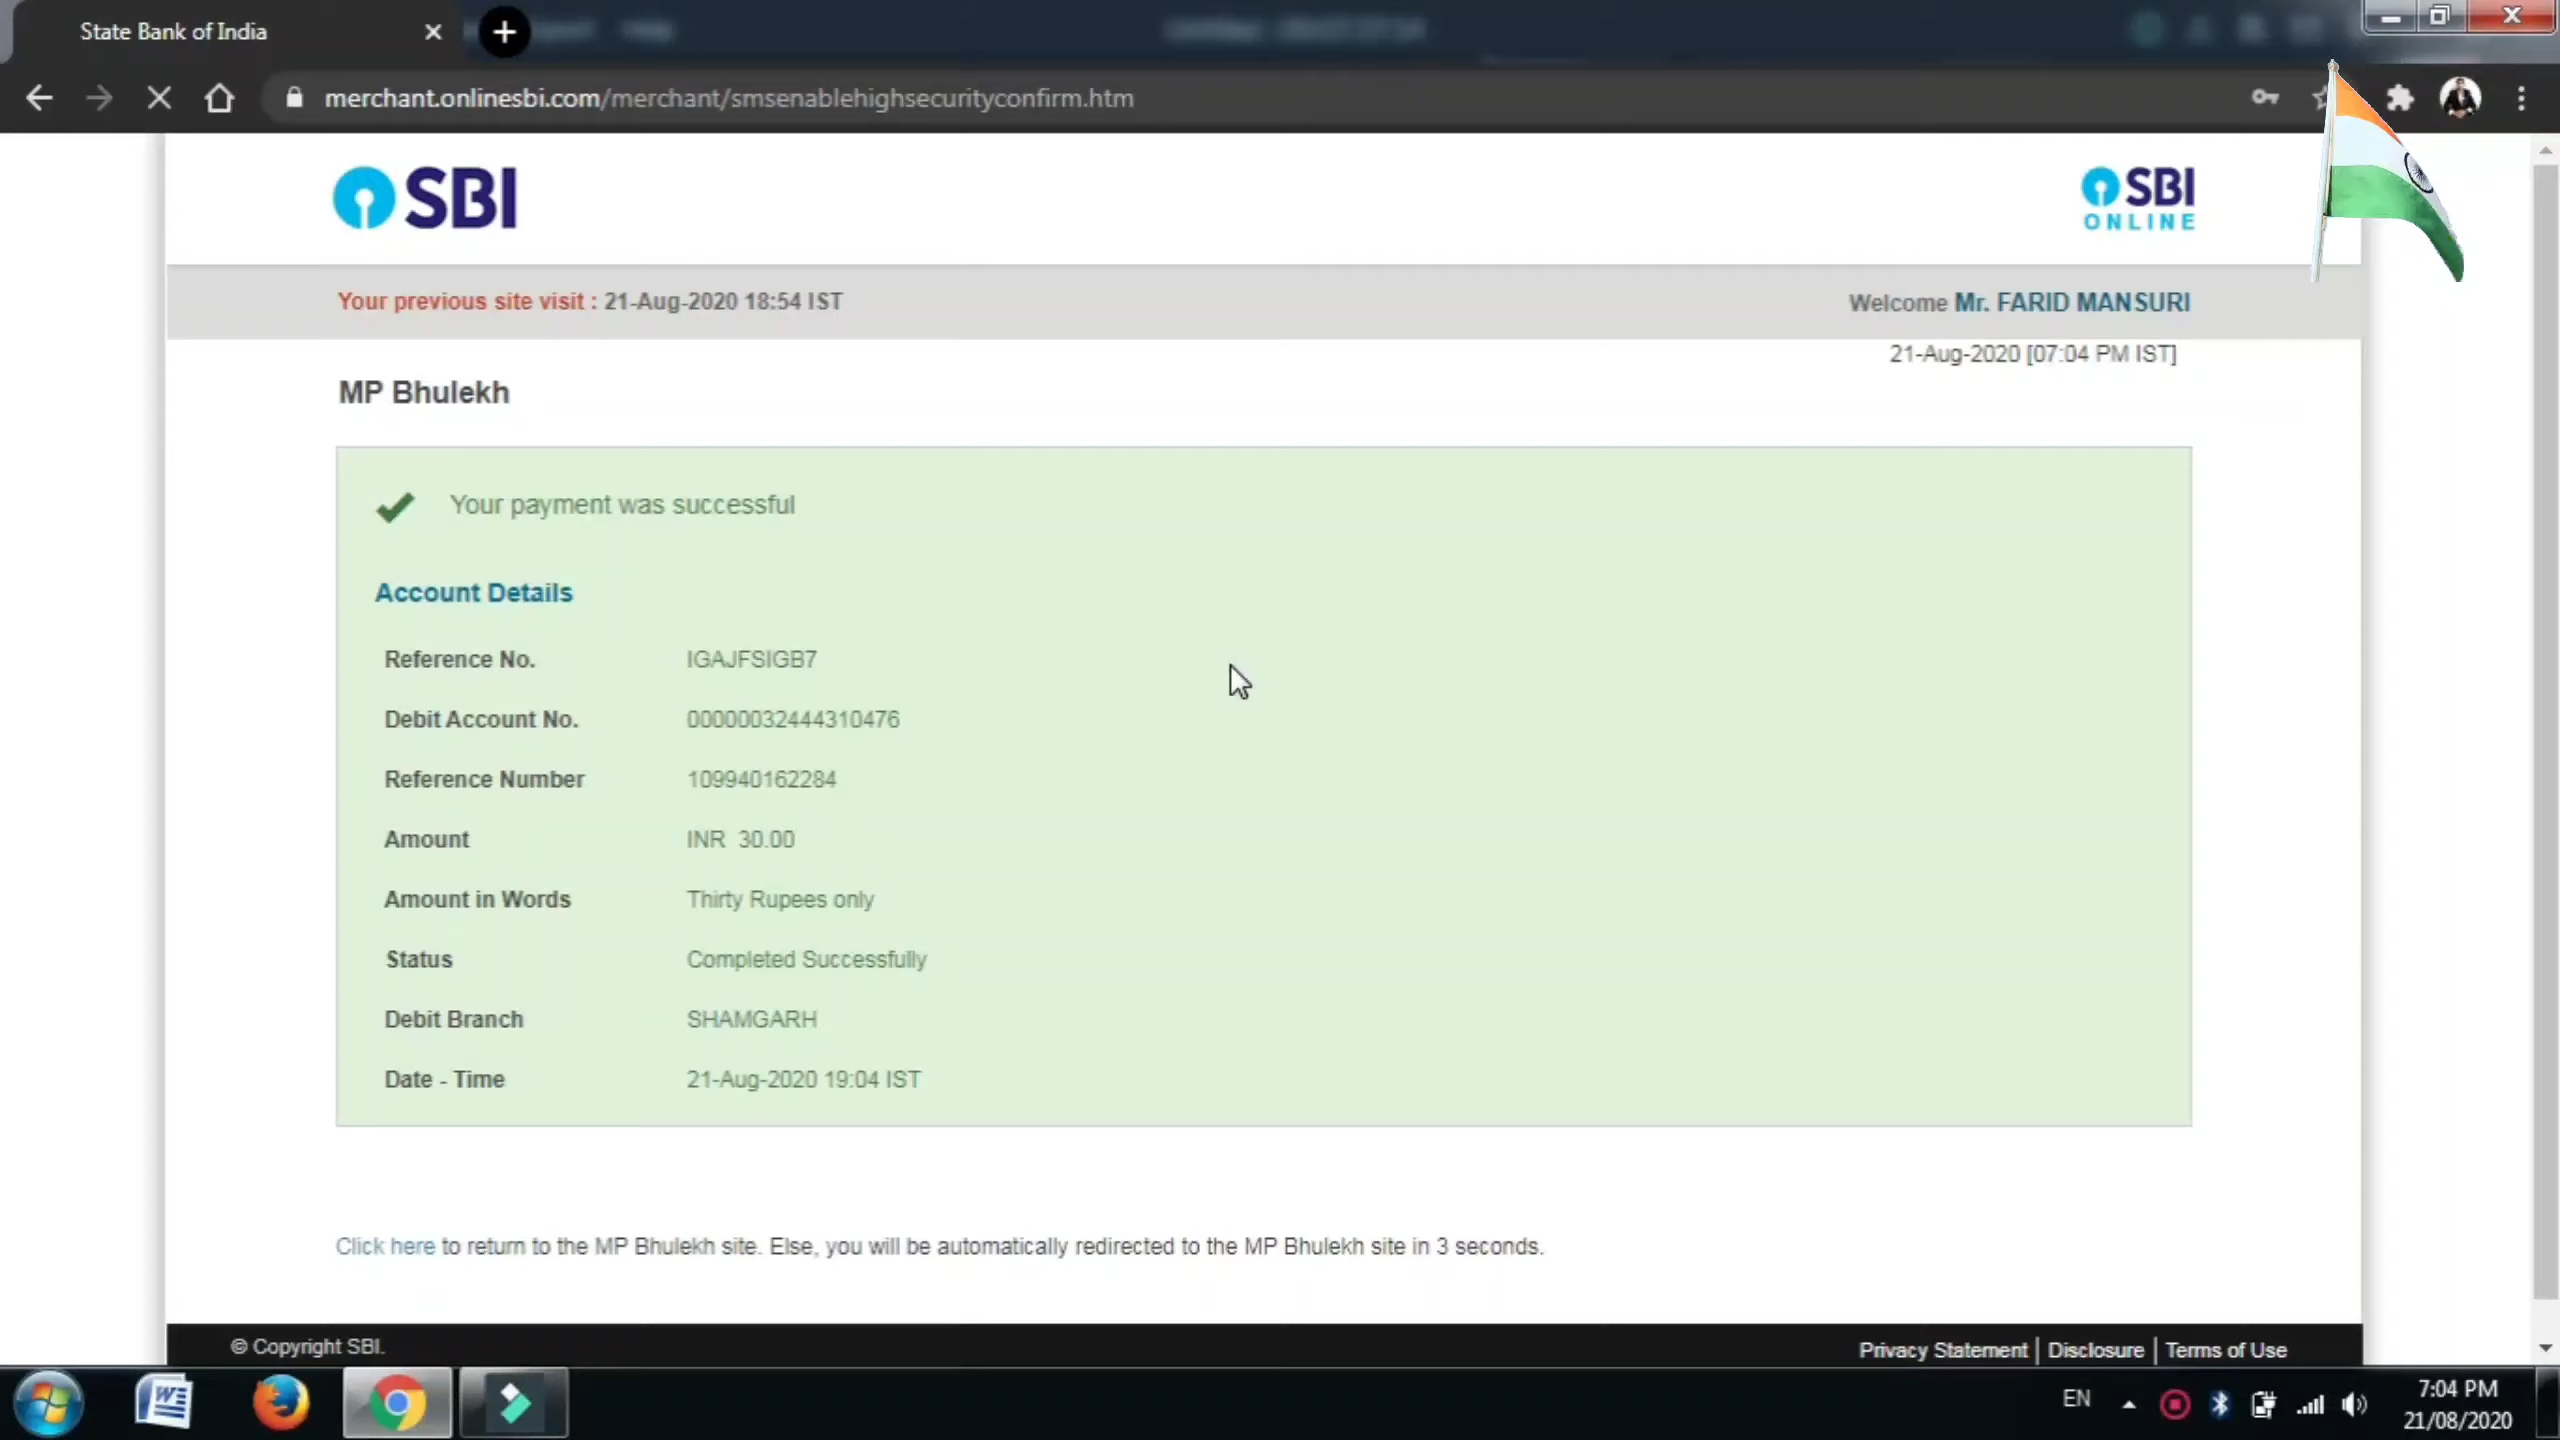 State Bank of India
merchant.onlinesbi.com/merchant/smsenablehighsecurityconfirm.htm
SBI
SBI
ONLINE
Your previous site visit : 21-Aug-2020 18:54 IST
Welcome Mr. FARID MANSURI
21-Aug-2020 [07:04 PM IST]
MP Bhulekh
Your payment was successful
Account Details
Reference No. IGAJFSIGB7
Debit Account No. 00000032444310476
Reference Number 109940162284
Amount INR 30.00
Amount in Words Thirty Rupees only
Status Completed Successfully
Debit Branch SHAMGARH
Date - Time 21-Aug-2020 19:04 IST
Click here to return to the MP Bhulekh site. Else, you will be automatically redirected to the MP Bhulekh site in 3 seconds.
© Copyright SBI.
Privacy Statement | Disclosure | Terms of Use
EN
7:04 PM
21/08/2020